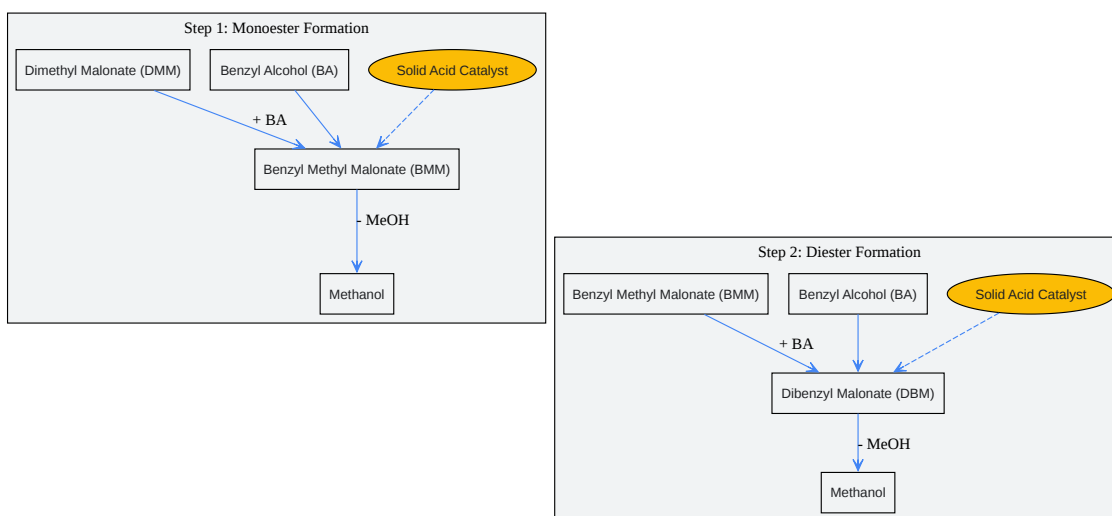 Step 1: Monoester Formation
Dimethyl Malonate (DMM)
Benzyl Alcohol (BA)
Solid Acid Catalyst
+ BA
Benzyl Methyl Malonate (BMM)
- MeOH
Methanol
Step 2: Diester Formation
Benzyl Methyl Malonate (BMM)
Benzyl Alcohol (BA)
Solid Acid Catalyst
+ BA
Dibenzyl Malonate (DBM)
- MeOH
Methanol